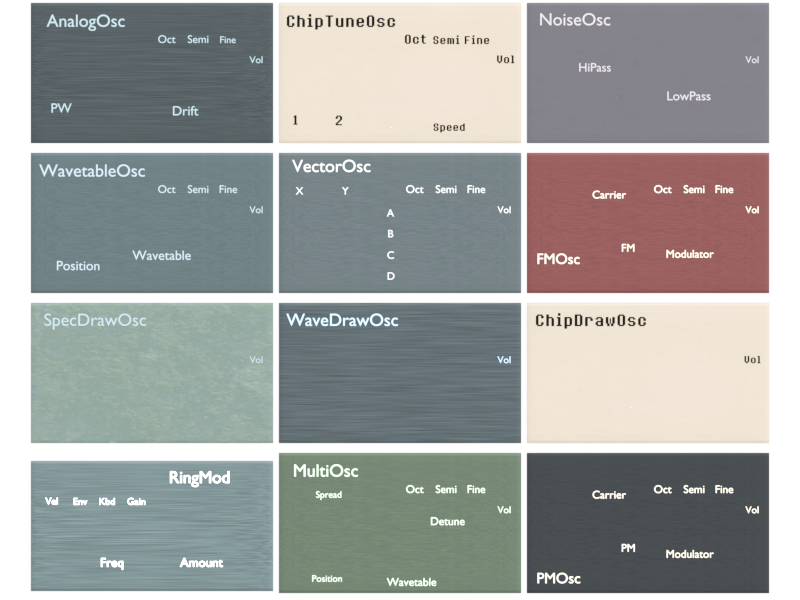 AnalogOsc
Oct Semi Fine
Vol
PW
Drift
ChipTuneOsc
Oct Semi Fine
Vol
1 2
Speed
NoiseOsc
Vol
HiPass
LowPass
WavetableOsc
Oct Semi Fine
Vol
Wavetable
Position
VectorOsc
X Y Oct Semi Fine
A Vol
B
C
D
Carrier Oct Semi Fine
Vol
FM Modulator
FMOsc
SpecDrawOsc
Vol
WaveDrawOsc
Vol
ChipDrawOsc
Vol
RingMod
Vel Env Kbd Gain
Freq Amount
MultiOsc
Spread Oct Semi Fine
Vol
Detune
Position Wavetable
Carrier Oct Semi Fine
Vol
PM Modulator
PMOsc